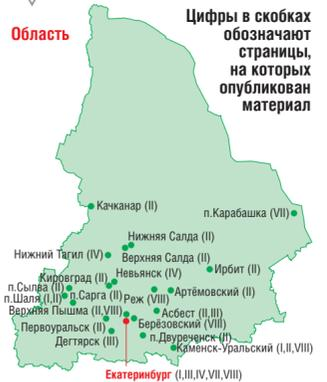 Область
Цифры в скобках
обозначают
страницы,
на которых
опубликован
материал
Качканар (II)
п.Карабашка (VII)
Нижняя Салда (II)
Нижний Тагил (IV)
Верхняя Салда (II)
Ирбит (II)
Кировград (II)
Невьянск (IV)
п.Сылва (II)
п.Шаля (I,II)
п.Сарга (II)
Реж (VIII)
Артёмовский (II)
Верхняя Пышма (II,VIII)
Асбест (II,III)
Первоуральск (II)
Берёзовский (VIII)
Дегтярск (III)
п.Двуреченск (II)
Каменск-Уральский (I,II,VIII)
Екатеринбург (I,III,IV,VII,VIII)